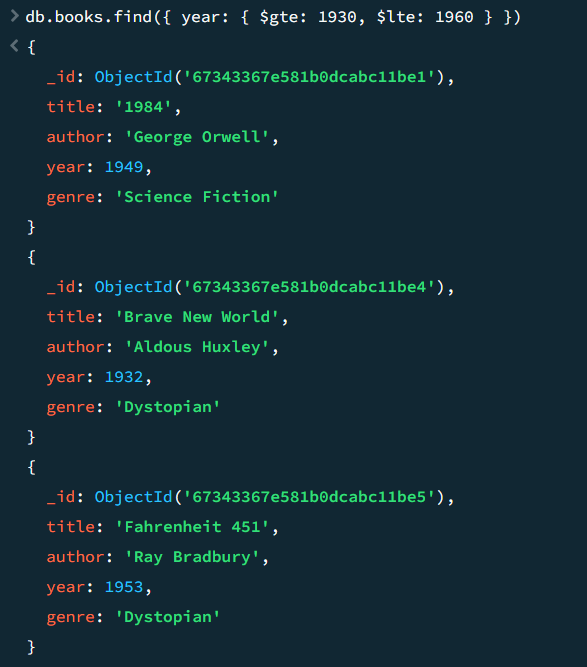 > db.books.find({ year: { $gte: 1930, $lte: 1960 } })
< {
_id: ObjectId('67343367e581b0dcabc11be1'),
title: '1984',
author: 'George Orwell',
year: 1949,
genre: 'Science Fiction'
}
{
_id: ObjectId('67343367e581b0dcabc11be4'),
title: 'Brave New World',
author: 'Aldous Huxley',
year: 1932,
genre: 'Dystopian'
}
{
_id: ObjectId('67343367e581b0dcabc11be5'),
title: 'Fahrenheit 451',
author: 'Ray Bradbury',
year: 1953,
genre: 'Dystopian'
}